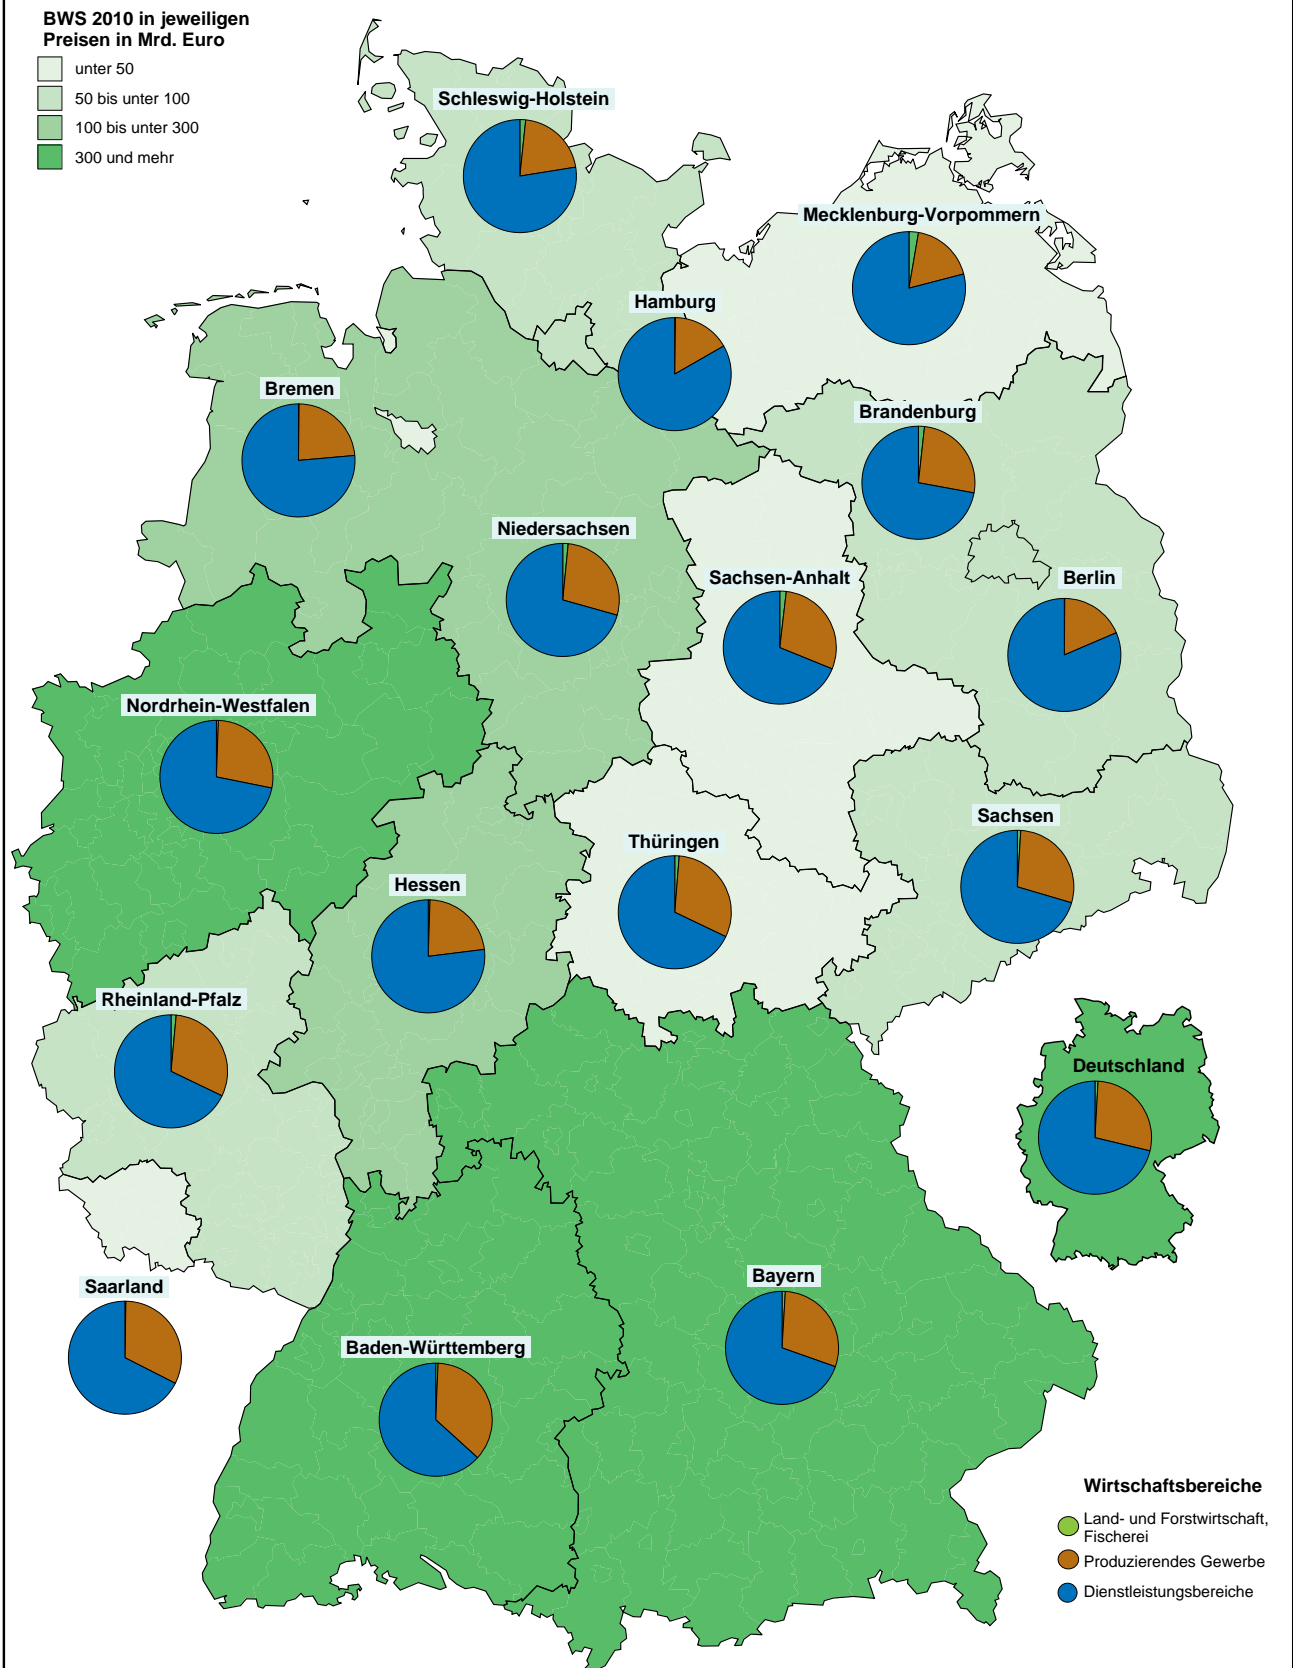 BWS 2010 in jeweiligen
Preisen in Mrd. Euro
unter 50
50 bis unter 100
100 bis unter 300
300 und mehr
Schleswig-Holstein
Mecklenburg-Vorpommern
Hamburg
Bremen
Brandenburg
Niedersachsen
Sachsen-Anhalt
Berlin
Nordrhein-Westfalen
Sachsen
Thüringen
Hessen
Rheinland-Pfalz
Deutschland
Bayern
Saarland
Baden-Württemberg
Wirtschaftsbereiche
Land- und Forstwirtschaft,
Fischerei
Produzierendes Gewerbe
Dienstleistungsbereiche